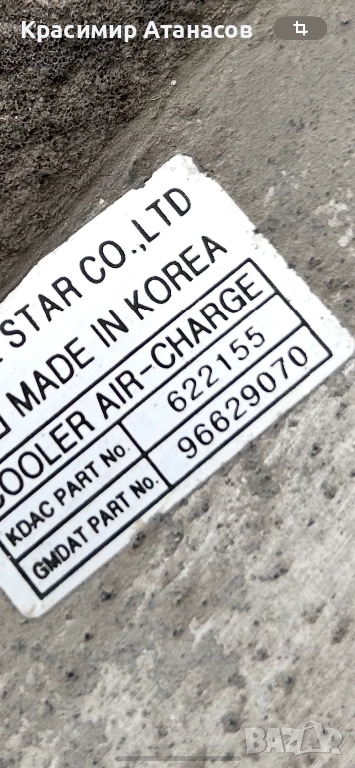 Красимир Атанасов
STAR CO.,LTD
MADE IN KOREA
COOLER AIR-CHARGE
KDAC PART No. 622155
GMDAT PART No. 96629070
BAZAR